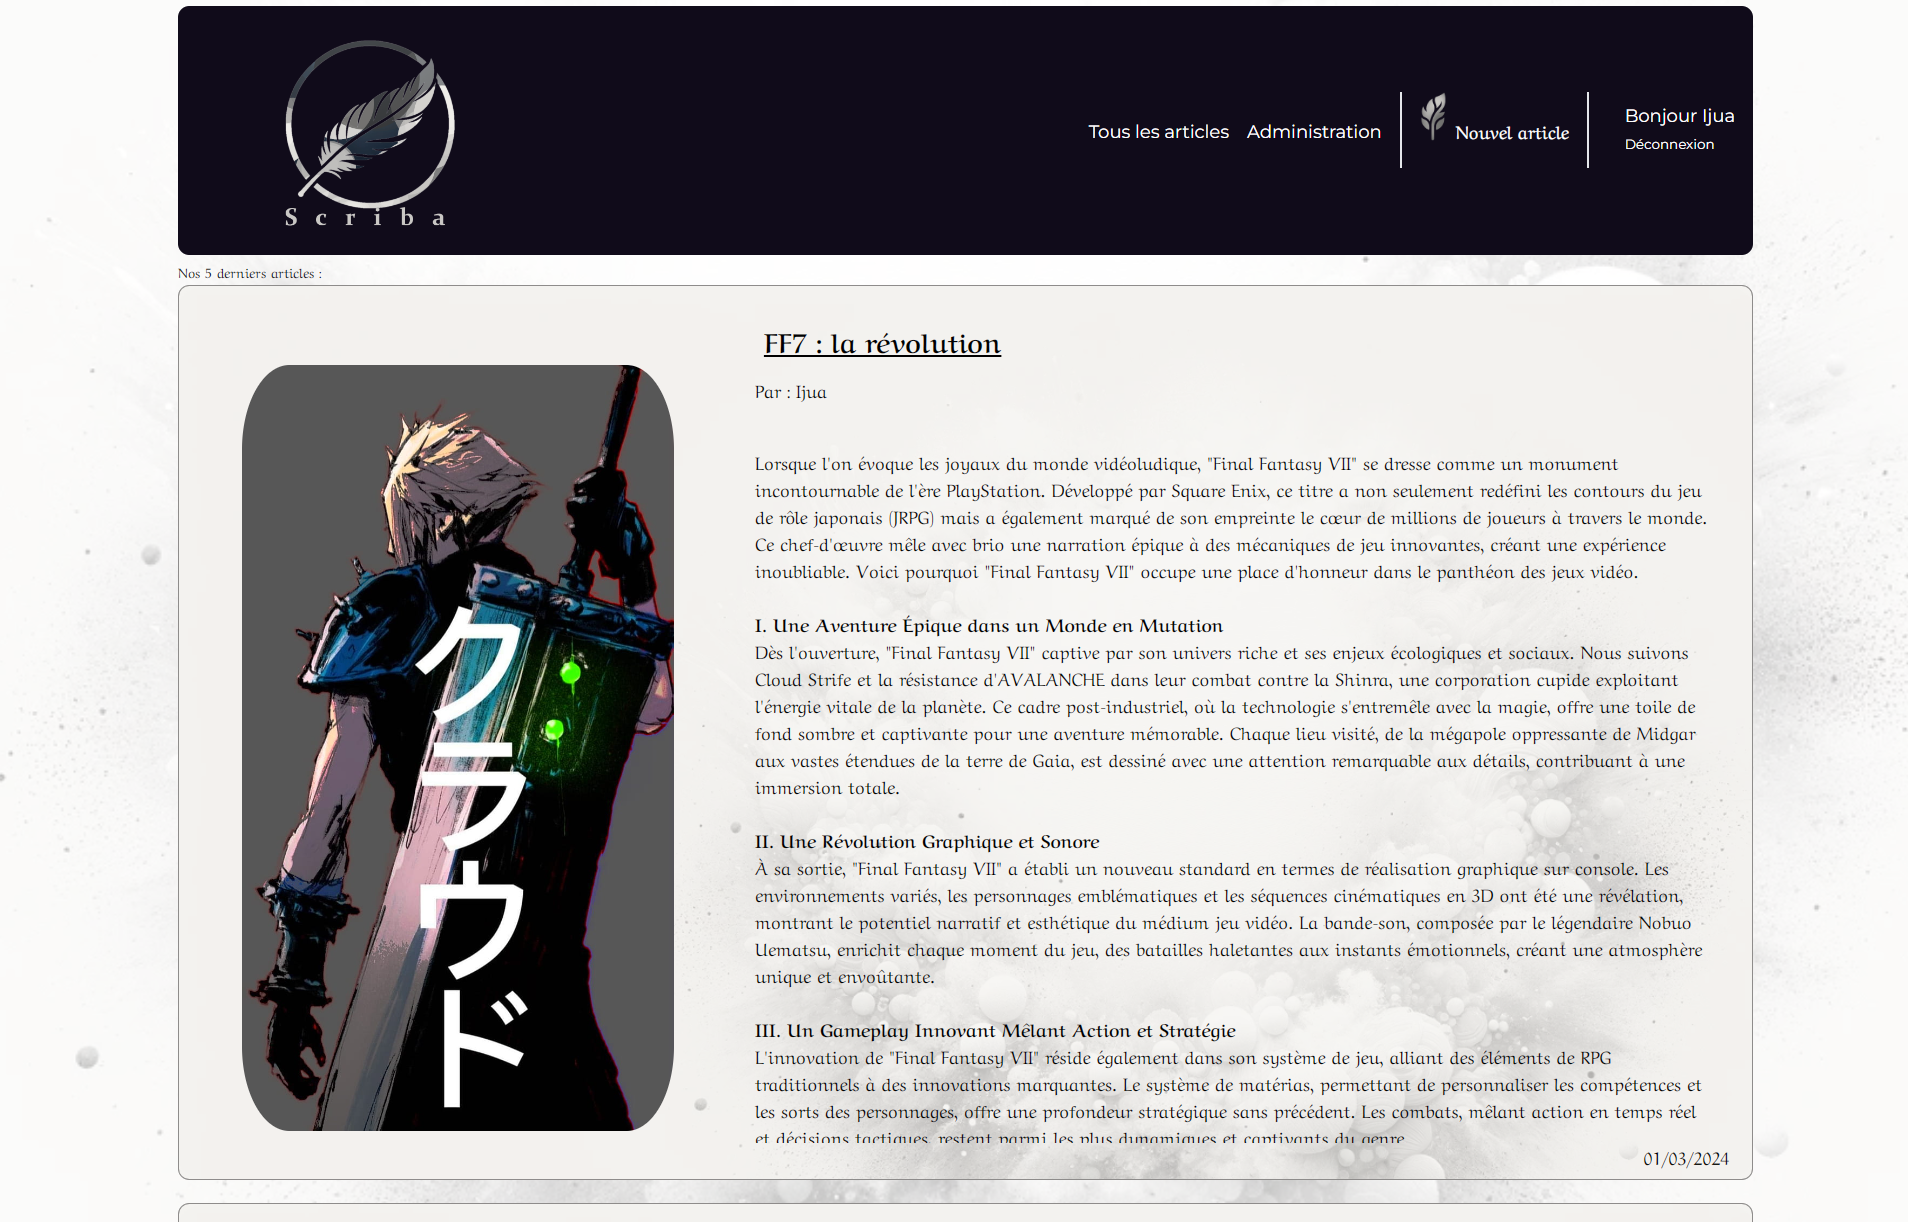 Scriba
Tous les articles
Administration
Nouvel article
Bonjour Ijua
Déconnexion
Nos 5 derniers articles :
クラウド
FF7 : la révolution
Par : Ijua
Lorsque l'on évoque les joyaux du monde vidéoludique, "Final Fantasy VII" se dresse comme un monument
incontournable de l'ère PlayStation. Développé par Square Enix, ce titre a non seulement redéfini les contours du jeu
de rôle japonais (JRPG) mais a également marqué de son empreinte le cœur de millions de joueurs à travers le monde.
Ce chef-d'œuvre mêle avec brio une narration épique à des mécaniques de jeu innovantes, créant une expérience
inoubliable. Voici pourquoi "Final Fantasy VII" occupe une place d'honneur dans le panthéon des jeux vidéo.
I. Une Aventure Épique dans un Monde en Mutation
Dès l'ouverture, "Final Fantasy VII" captive par son univers riche et ses enjeux écologiques et sociaux. Nous suivons
Cloud Strife et la résistance d'AVALANCHE dans leur combat contre la Shinra, une corporation cupide exploitant
l'énergie vitale de la planète. Ce cadre post-industriel, où la technologie s'entremêle avec la magie, offre une toile de
fond sombre et captivante pour une aventure mémorable. Chaque lieu visité, de la mégapole oppressante de Midgar
aux vastes étendues de la terre de Gaia, est dessiné avec une attention remarquable aux détails, contribuant à une
immersion totale.
II. Une Révolution Graphique et Sonore
À sa sortie, "Final Fantasy VII" a établi un nouveau standard en termes de réalisation graphique sur console. Les
environnements variés, les personnages emblématiques et les séquences cinématiques en 3D ont été une révélation,
montrant le potentiel narratif et esthétique du médium jeu vidéo. La bande-son, composée par le légendaire Nobuo
Uematsu, enrichit chaque moment du jeu, des batailles haletantes aux instants émotionnels, créant une atmosphère
unique et envoûtante.
III. Un Gameplay Innovant Mêlant Action et Stratégie
L'innovation de "Final Fantasy VII" réside également dans son système de jeu, alliant des éléments de RPG
traditionnels à des innovations marquantes. Le système de matérias, permettant de personnaliser les compétences et
les sorts des personnages, offre une profondeur stratégique sans précédent. Les combats, mêlant action en temps réel
et décisions tactiques, restent parmi les plus dynamiques et captivants du genre.
01/03/2024